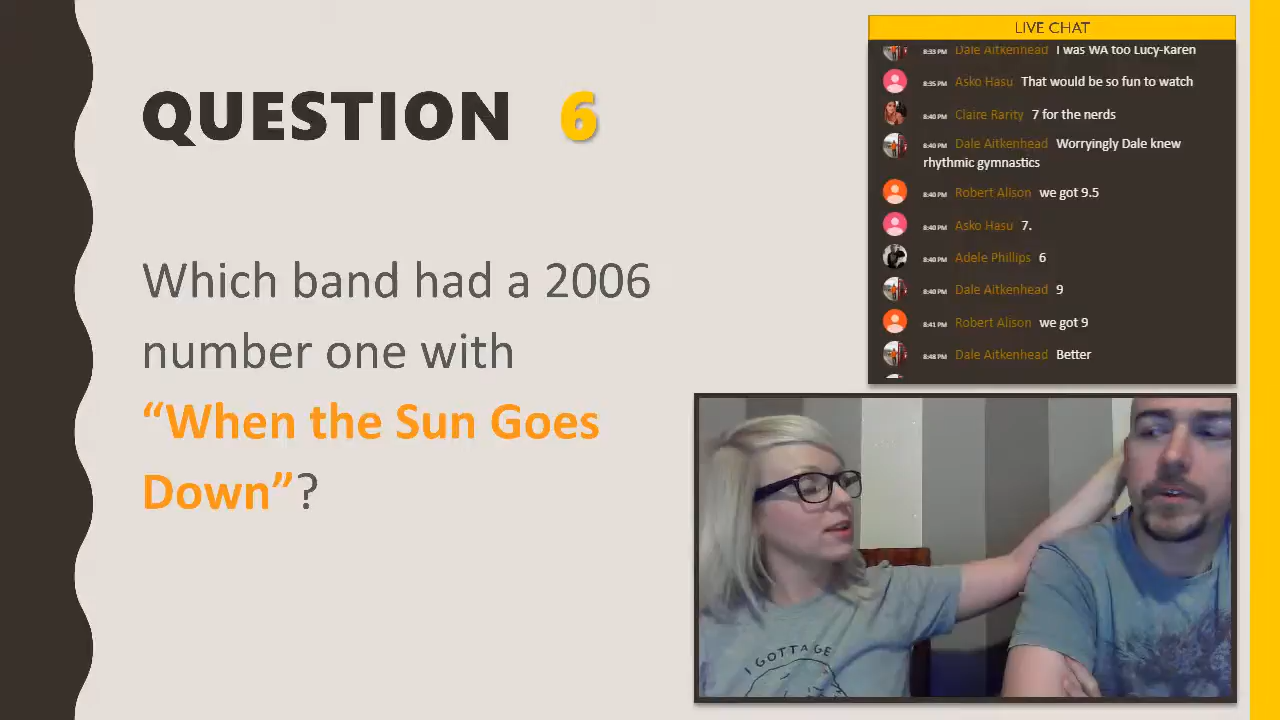 QUESTION 6
Which band had a 2006
number one with
“When the Sun Goes
Down”?
LIVE CHAT
8:33 PM Dale Aitkenhead I was WA too Lucy-Karen
8:35 PM Asko Hasu That would be so fun to watch
8:40 PM Claire Rarity 7 for the nerds
8:40 PM Dale Aitkenhead Worryingly Dale knew
rhythmic gymnastics
8:40 PM Robert Alison we got 9.5
8:40 PM Asko Hasu 7.
8:40 PM Adele Phillips 6
8:40 PM Dale Aitkenhead 9
8:41 PM Robert Alison we got 9
8:48 PM Dale Aitkenhead Better
I GOTTA GE